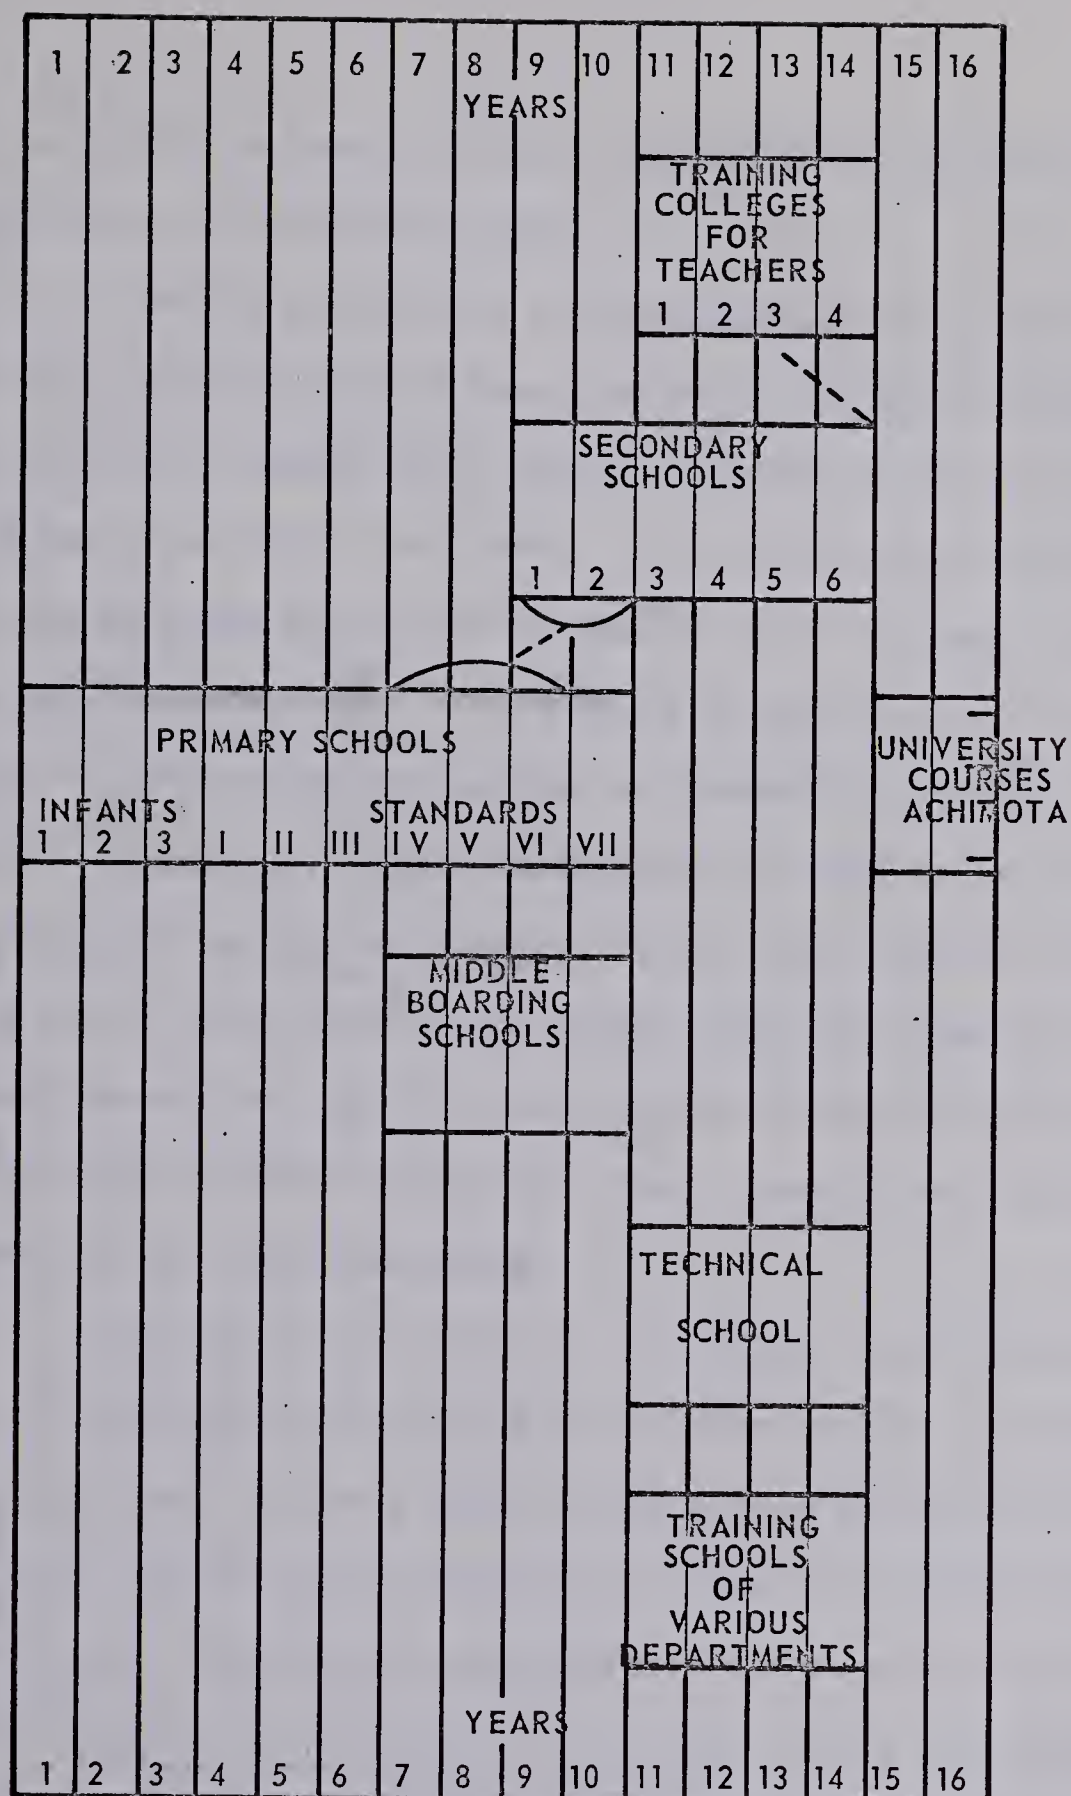 1 2 3 4 5 6 7 8 9 10 11 12 13 14 15 16
YEARS
TRAINING
COLLEGES
FOR
TEACHERS
1 2 3 4
SECONDARY
SCHOOLS
1 2 3 4 5 6
PRIMARY SCHOOLS
INFANTS STANDARDS
1 2 3 I II III IV V VI VII
UNIVERSITY
COURSES
ACHIMOTA
MIDDLE
BOARDING
SCHOOLS
TECHNICAL
SCHOOL
TRAINING
SCHOOLS
OF
VARIOUS
DEPARTMENTS
YEARS
1 2 3 4 5 6 7 8 9 10 11 12 13 14 15 16